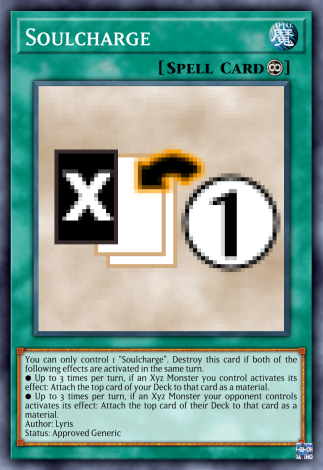 Soulcharge
[Spell Card]
X
1
You can only control 1 "Soulcharge". Destroy this card if both of the
following effects are activated in the same turn.
● Up to 3 times per turn, if an Xyz Monster you control activates its
effect: Attach the top card of your Deck to that card as a material.
● Up to 3 times per turn, if an Xyz Monster your opponent controls
activates its effect: Attach the top card of their Deck to that card as a
material.
Author: Lyris
Status: Approved Generic